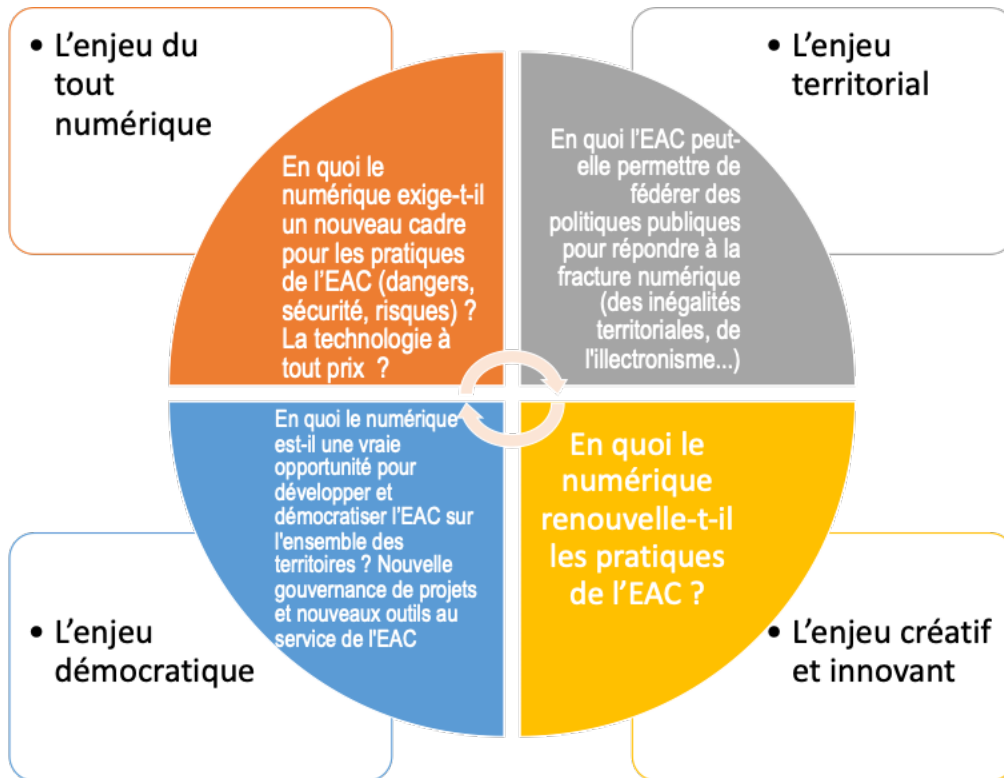 • L'enjeu du
tout
numérique
En quoi le
numérique exige-t-il
un nouveau cadre
pour les pratiques
de l'EAC (dangers,
sécurité, risques) ?
La technologie à
tout prix  ?
• L'enjeu
territorial
En quoi l'EAC peut-
elle permettre de
fédérer des
politiques publiques
pour répondre à la
fracture numérique
(des inégalités
territoriales, de
l'illectronisme...)
En quoi le numérique
est-il une vraie
opportunité pour
développer et
démocratiser l'EAC sur
l'ensemble des
territoires ? Nouvelle
gouvernance de projets
et nouveaux outils au
service de l'EAC
• L'enjeu
démocratique
En quoi le
numérique
renouvelle-t-il
les pratiques
de l'EAC ?
• L'enjeu créatif
et innovant